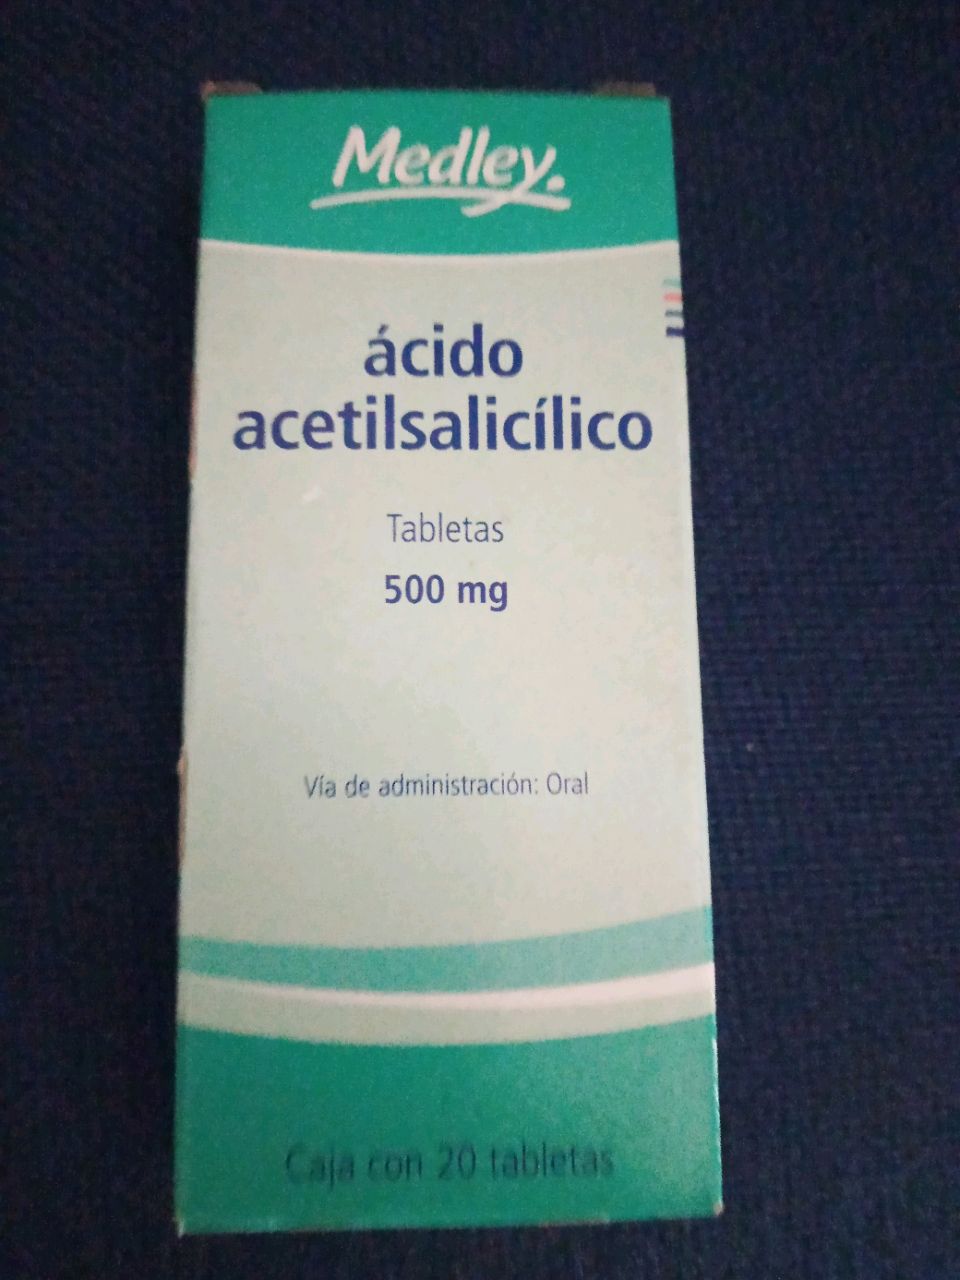 Medley.
ácido
acetilsalicílico
Tabletas
500 mg
Vía de administración: Oral
Caja con 20 tabletas